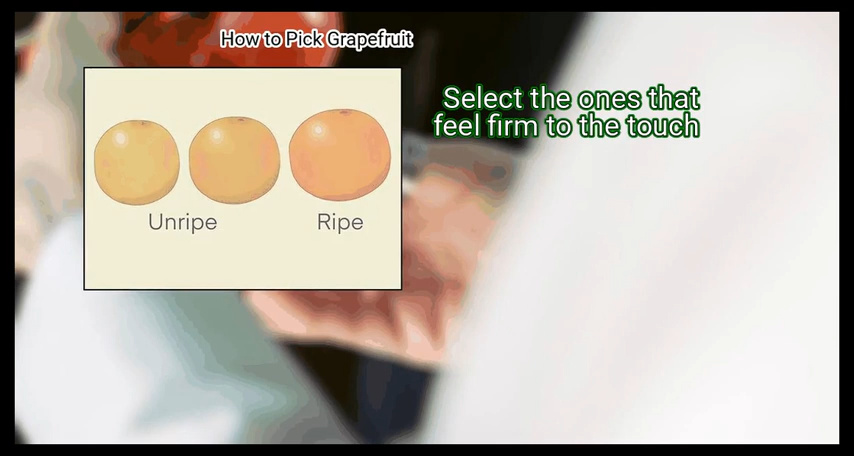 How to Pick Grapefruit
Select the ones that
feel firm to the touch
Unripe
Ripe